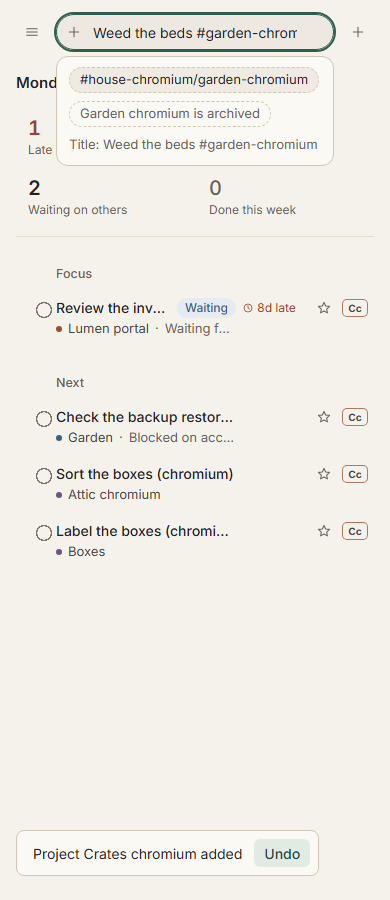 Weed the beds #garden-chrom
Mond
#house-chromium/garden-chromium
Garden chromium is archived
Title: Weed the beds #garden-chromium
1
Late
2
0
Waiting on others
Done this week
Focus
Review the inv… Waiting 8d late Cc
Lumen portal · Waiting f…
Next
Check the backup restor… Cc
Garden · Blocked on acc…
Sort the boxes (chromium) Cc
Attic chromium
Label the boxes (chromi… Cc
Boxes
Project Crates chromium added Undo